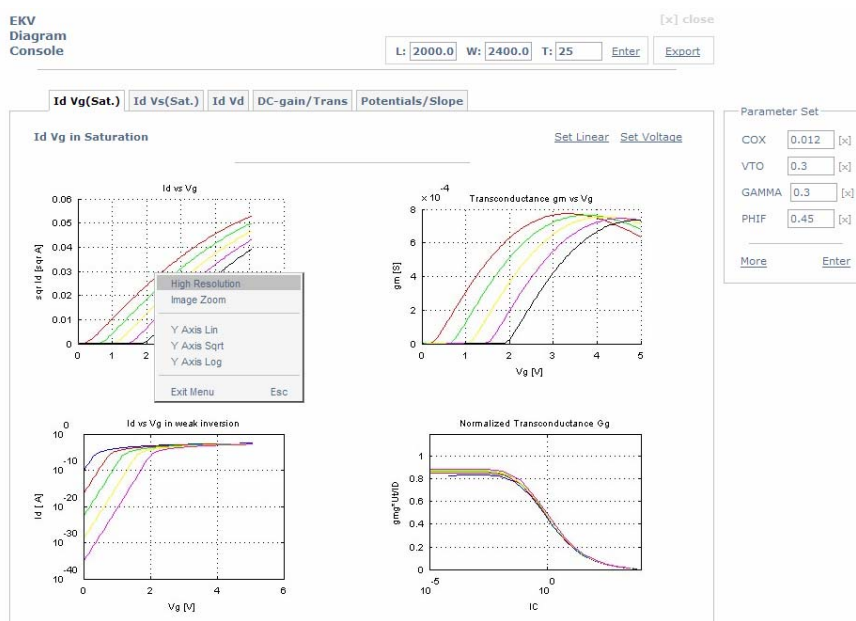 EKV
Diagram
Console
[x] close
L: 2000.0 W: 2400.0 T: 25 Enter Export
Id Vg(Sat.) Id Vs(Sat.) Id Vd DC-gain/Trans Potentials/Slope
Id Vg in Saturation
Set Linear Set Voltage
Parameter Set
COX 0.012 [x]
VTO 0.3 [x]
GAMMA 0.3 [x]
PHIF 0.45 [x]
More Enter
Id vs Vg
0.06
0.05
0.04
0.03
0.02
0.01
0
sqr Id [sqr A]
0 1 2
High Resolution
Image Zoom
Y Axis Lin
Y Axis Sqrt
Y Axis Log
Exit Menu Esc
x 10 -4
Transconductance gm vs Vg
8
6
4
2
0
gm [S]
0 1 2 3 4 5
Vg [V]
Id vs Vg in weak inversion
10 0
10 -10
10 -20
10 -30
10 -40
Id [ A]
0 2 4 6
Vg [V]
Normalized Transconductance Gg
1
0.8
0.6
0.4
0.2
0
gmg*Ut/ID
10 -5 10 0
IC